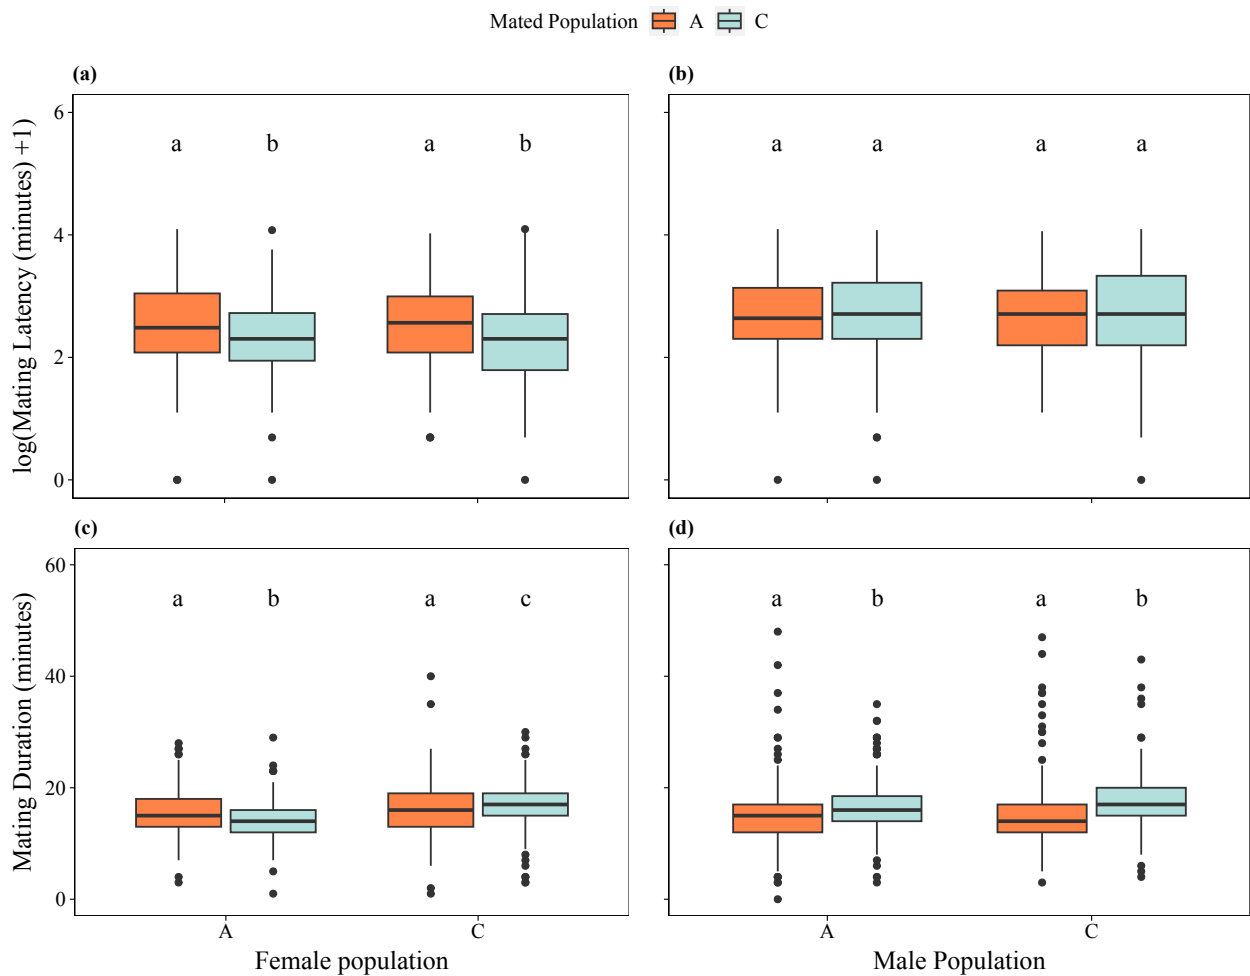 Mated Population A C
(a) (b)
log(Mating Latency (minutes) +1)
6
4
2
0
a b a b
a a a a
(c) (d)
Mating Duration (minutes)
60
40
20
0
a b a c
a b a b
A C
A C
Female population
Male Population